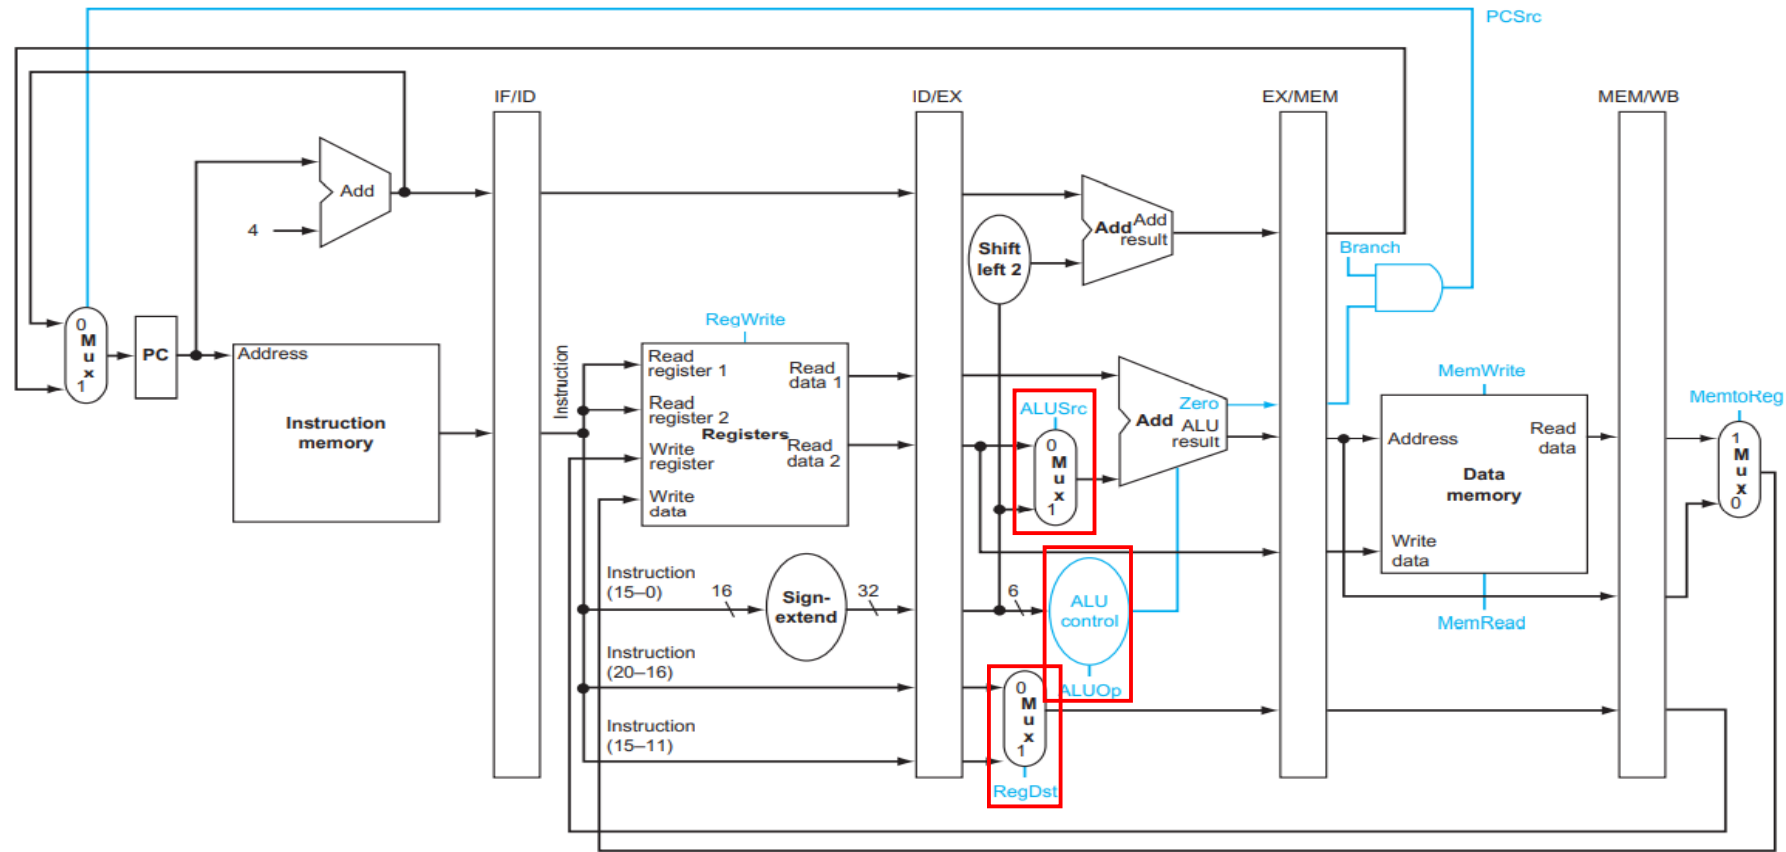 PCSrc
IF/ID
ID/EX
EX/MEM
MEM/WB
Add
4
Shift
left 2
Add
Add
result
Branch
0
M
u
x
1
PC
Address
Instruction
memory
Instruction
RegWrite
Read
register 1
Read
register 2
Write
register
Write
data
Registers
Read
data 1
Read
data 2
ALUSrc
0
M
u
x
1
Add
Zero
ALU
result
MemWrite
Address
Read
data
Data
memory
Write
data
MemRead
MemtoReg
1
M
u
x
0
Instruction
(15–0)
16
Sign-
extend
32
6
ALU
control
ALUOp
Instruction
(20–16)
Instruction
(15–11)
0
M
u
x
1
RegDst